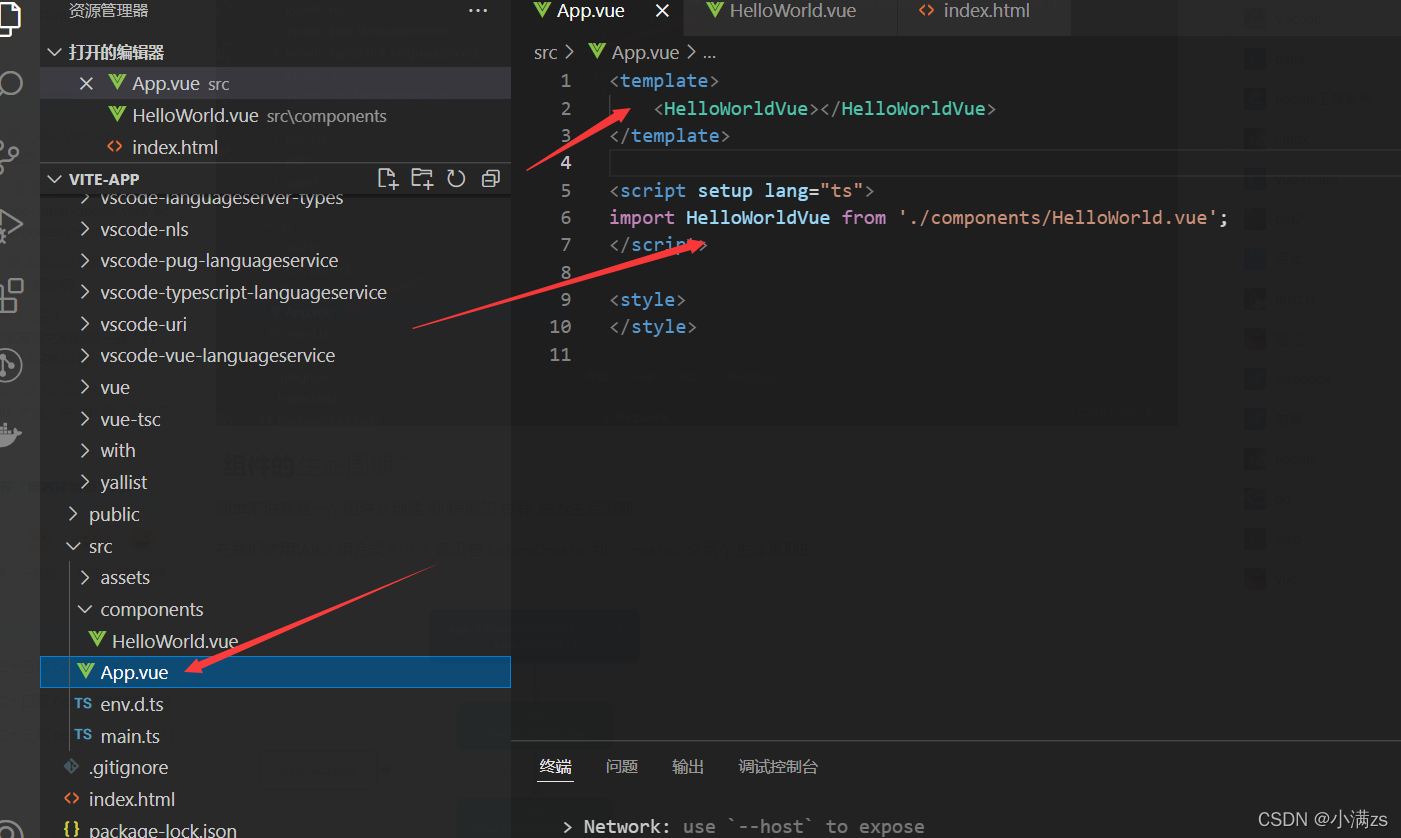 资源管理器
打开的编辑器
App.vue src
HelloWorld.vue src\components
index.html
VITE-APP
vscode-languageserver-types
vscode-nls
vscode-pug-languageservice
vscode-typescript-languageservice
vscode-uri
vscode-vue-languageservice
vue
vue-tsc
with
yallist
public
src
assets
components
HelloWorld.vue
App.vue
TS env.d.ts
TS main.ts
.gitignore
<> index.html
{} package-lock.json
App.vue HelloWorld.vue <> index.html
src > App.vue > ...
1 <template>
2 <HelloWorldVue></HelloWorldVue>
3 </template>
4
5 <script setup lang="ts">
6 import HelloWorldVue from './components/HelloWorld.vue';
7 </script>
8
9 <style>
10 </style>
11
终端 问题 输出 调试控制台
> Network: use `--host` to expose
CSDN @小满zs